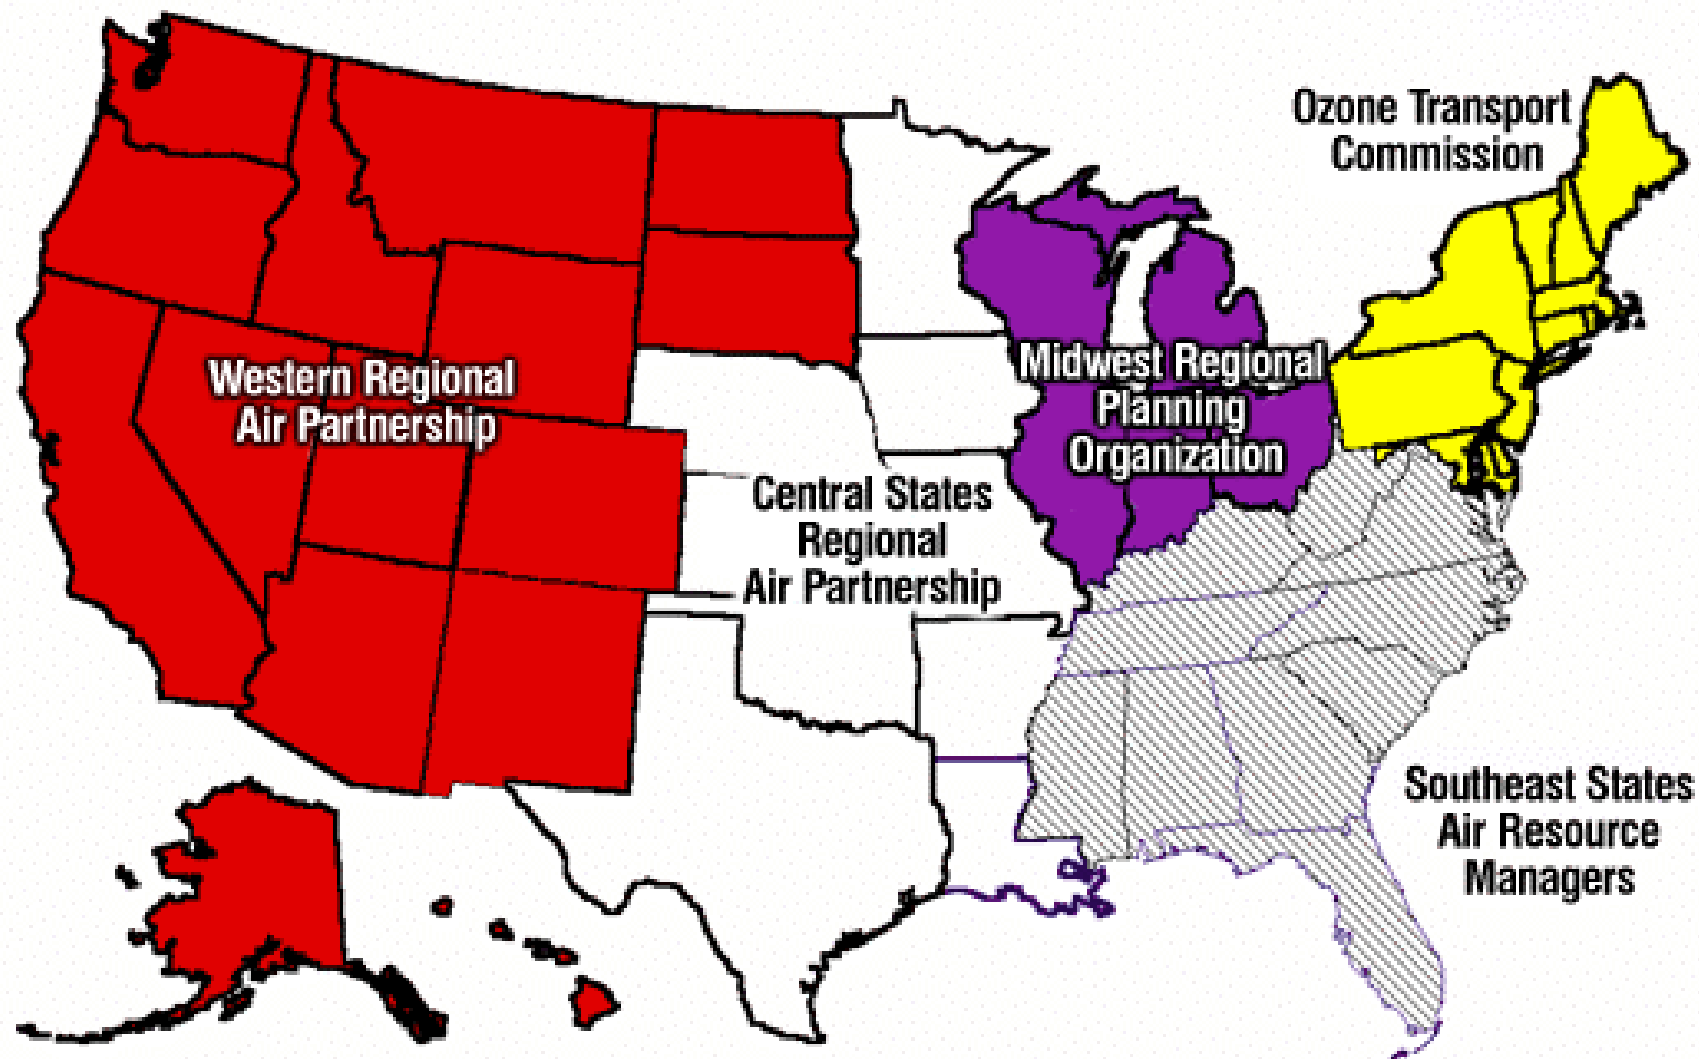 Ozone Transport
Commission
Western Regional
Air Partnership
Midwest Regional
Planning
Organization
Central States
Regional
Air Partnership
Southeast States
Air Resource
Managers